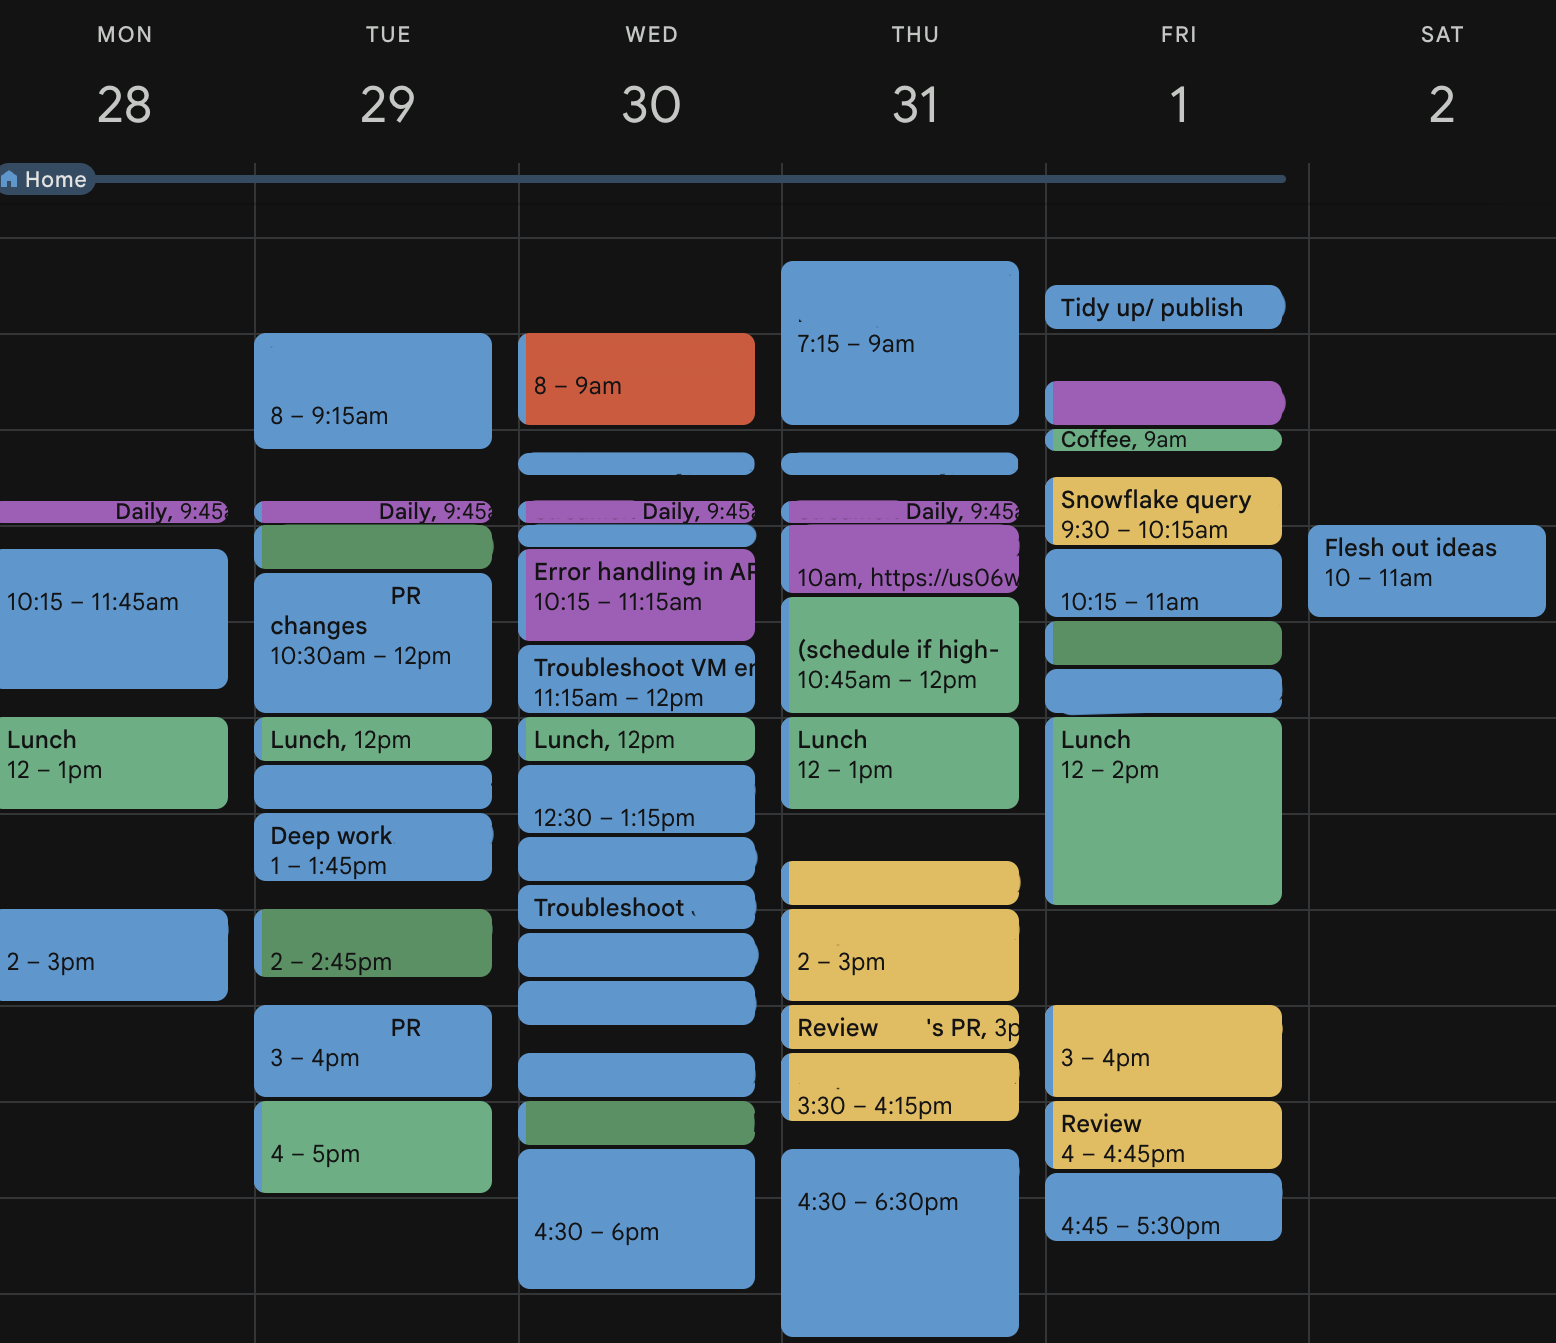 MON
28
TUE
29
WED
30
THU
31
FRI
1
SAT
2
Home
Daily, 9:45
10:15 – 11:45am
Lunch
12 – 1pm
2 – 3pm
8 – 9:15am
Daily, 9:45
PR
changes
10:30am – 12pm
Lunch, 12pm
Deep work
1 – 1:45pm
2 – 2:45pm
PR
3 – 4pm
4 – 5pm
8 – 9am
Daily, 9:45
Error handling in AP
10:15 – 11:15am
Troubleshoot VM er
11:15am – 12pm
Lunch, 12pm
12:30 – 1:15pm
Troubleshoot
4:30 – 6pm
7:15 – 9am
Daily, 9:45
10am, https://us06w
(schedule if high-
10:45am – 12pm
Lunch
12 – 1pm
2 – 3pm
Review 's PR, 3p
3:30 – 4:15pm
4:30 – 6:30pm
Tidy up/ publish
Coffee, 9am
Snowflake query
9:30 – 10:15am
10:15 – 11am
Lunch
12 – 2pm
3 – 4pm
Review
4 – 4:45pm
4:45 – 5:30pm
Flesh out ideas
10 – 11am